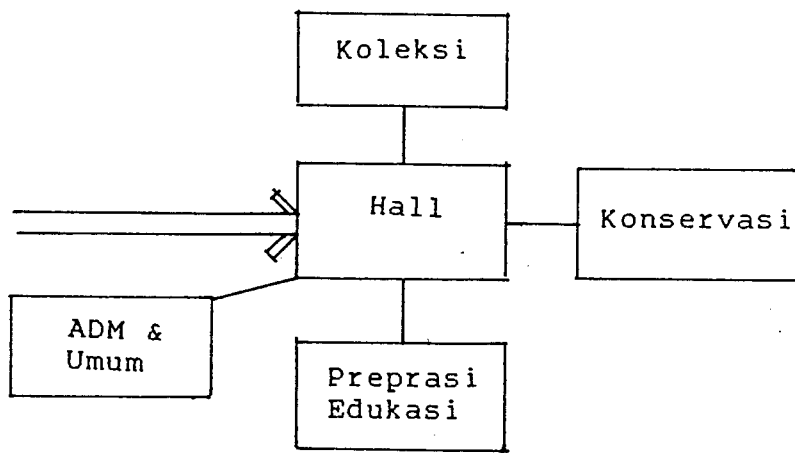 Koleksi
Hall
Konservasi
ADM &
Umum
Preprasi
Edukasi